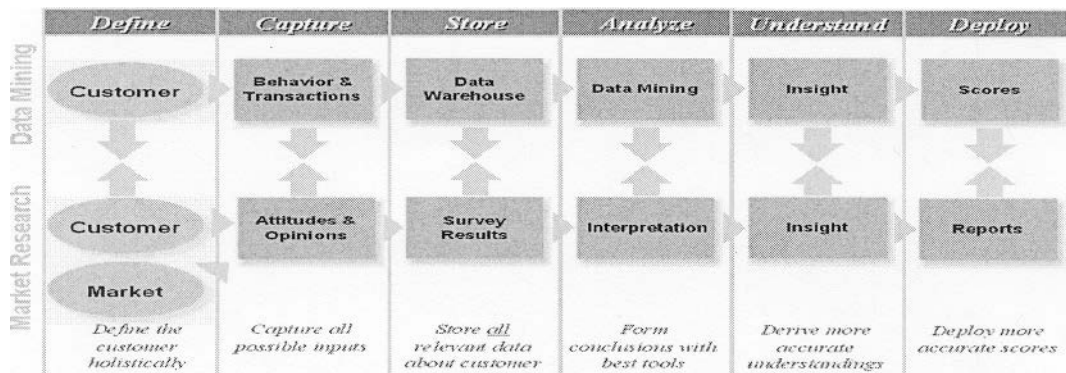 Define Capture Store Analyze Understand Deploy
Data Mining
Customer
Behavior &
Transactions
Data
Warehouse
Data Mining
Insight
Scores
Market Research
Customer
Attitudes &
Opinions
Survey
Results
Interpretation
Insight
Reports
Market
Define the
customer
holistically
Capture all
possible inputs
Store all
relevant data
about customer
Form
conclusions with
best tools
Derive more
accurate
understandings
Deploy more
accurate scores